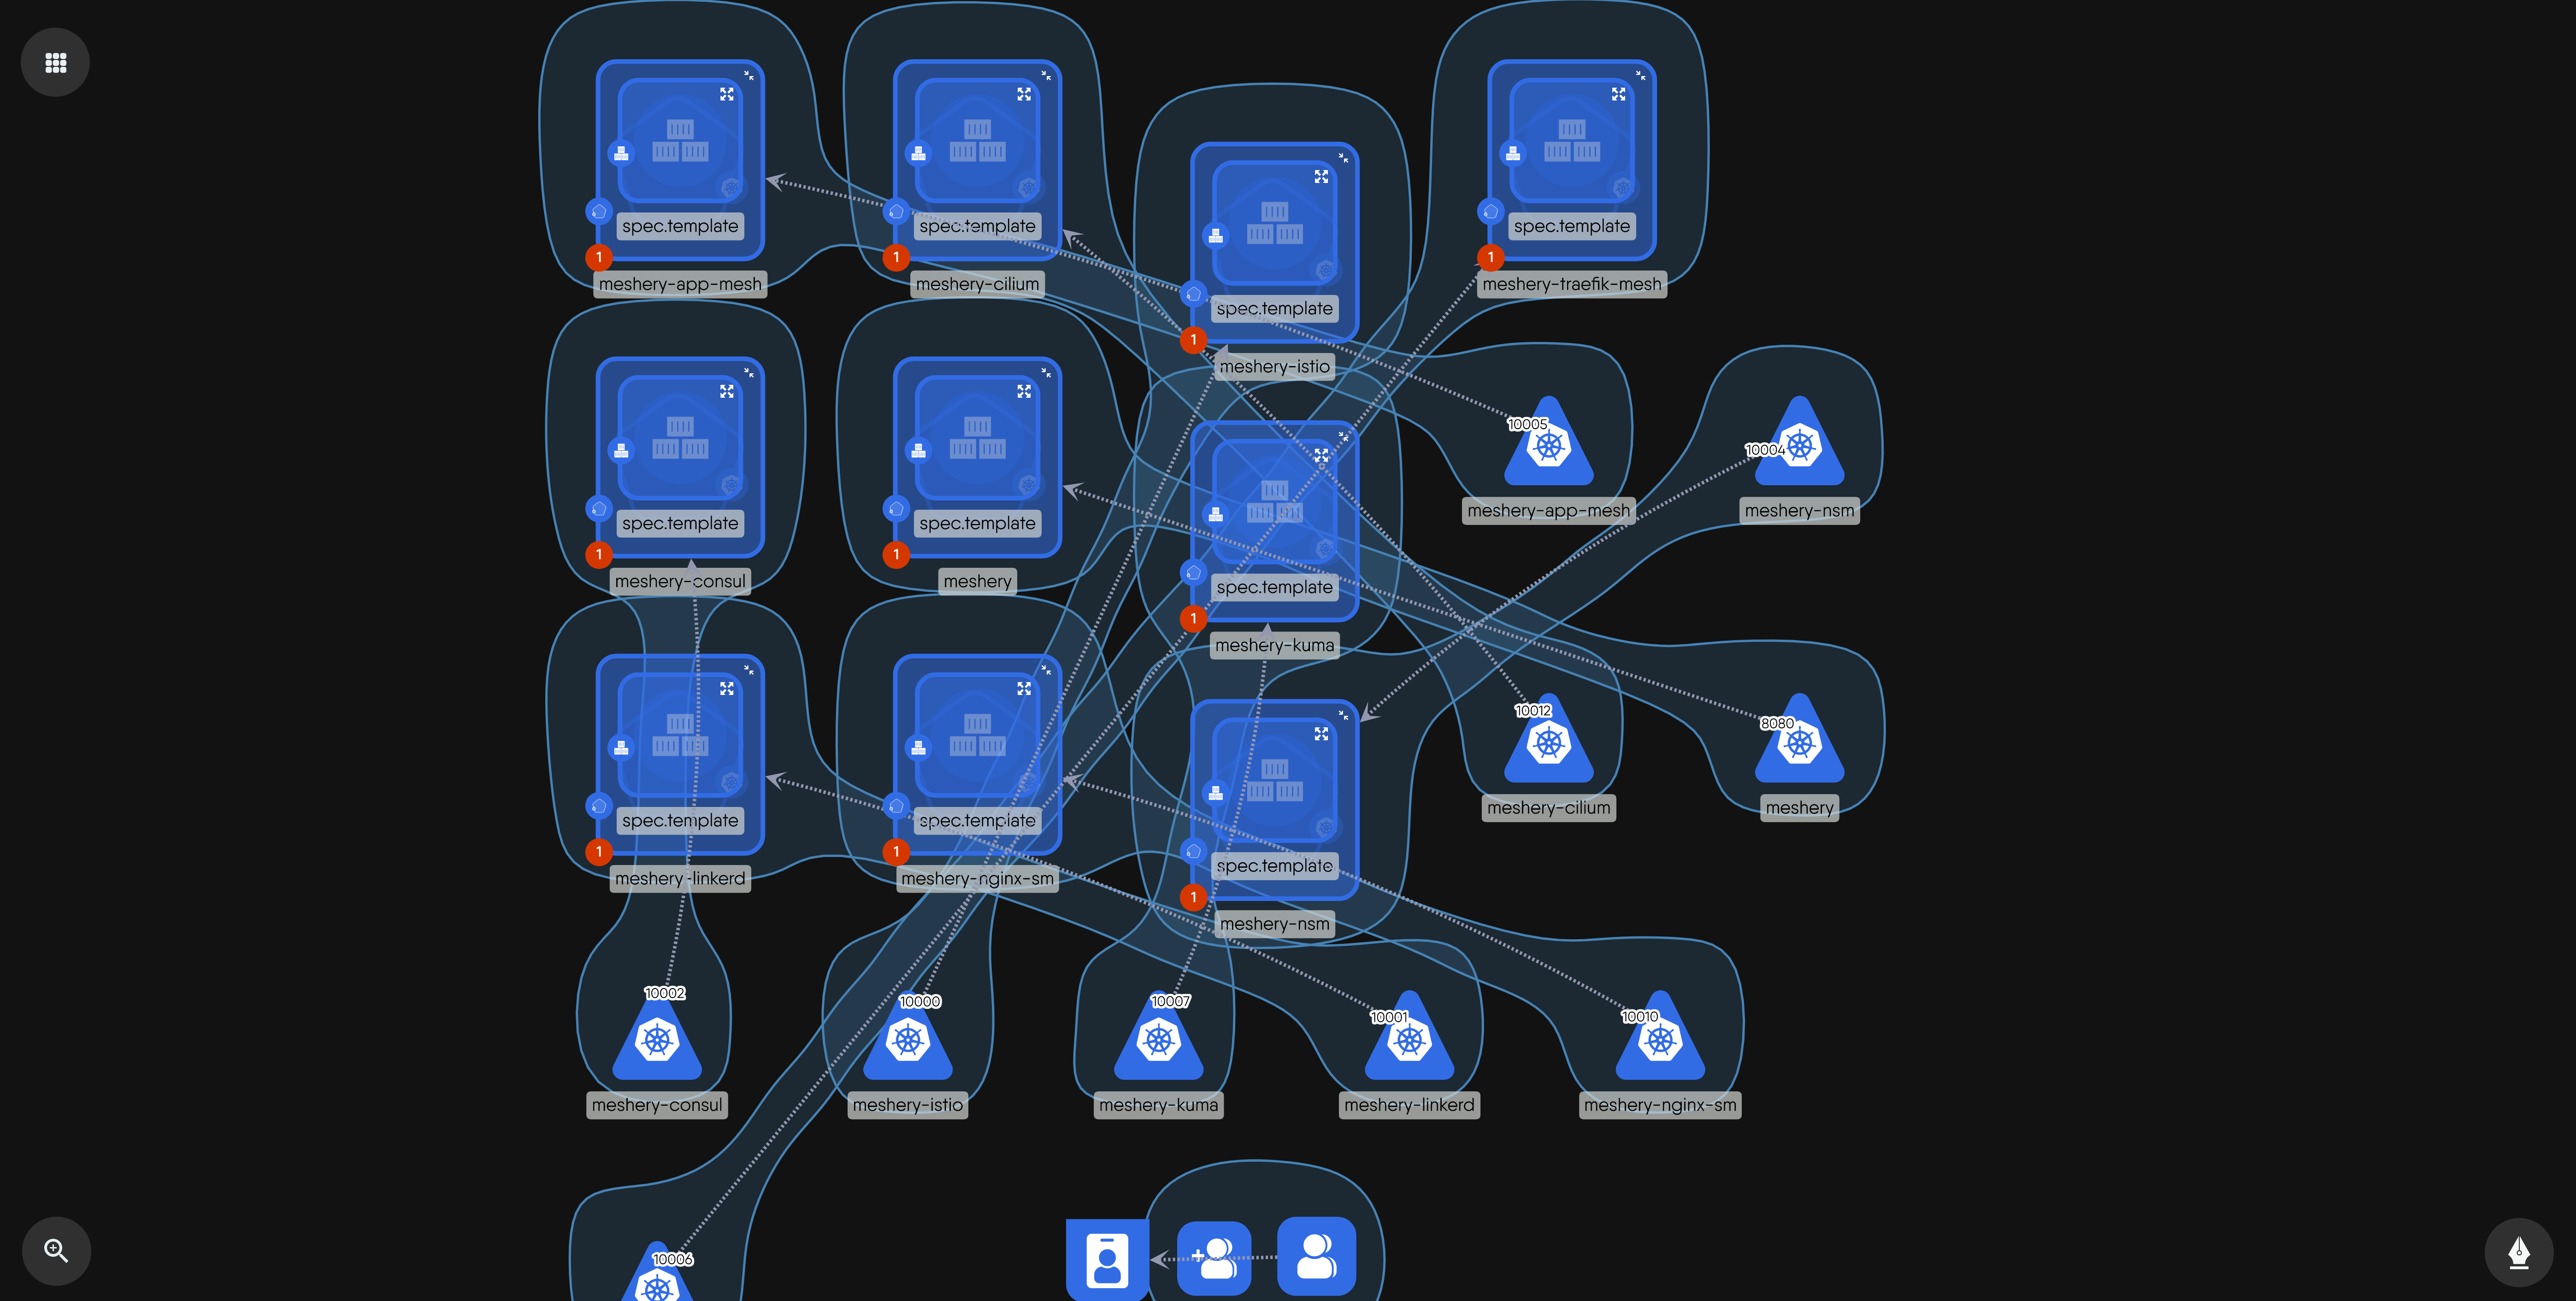 spec.template
1
meshery-app-mesh
spec.template
1
meshery-cilium
spec.template
1
meshery-istio
spec.template
1
meshery-traefik-mesh
spec.template
1
meshery-consul
spec.template
1
meshery
spec.template
1
meshery-kuma
10005
meshery-app-mesh
10004
meshery-nsm
spec.template
1
meshery-linkerd
spec.template
1
meshery-nginx-sm
spec.template
1
meshery-nsm
10012
meshery-cilium
8080
meshery
10002
meshery-consul
10000
meshery-istio
10007
meshery-kuma
10001
meshery-linkerd
10010
meshery-nginx-sm
10006